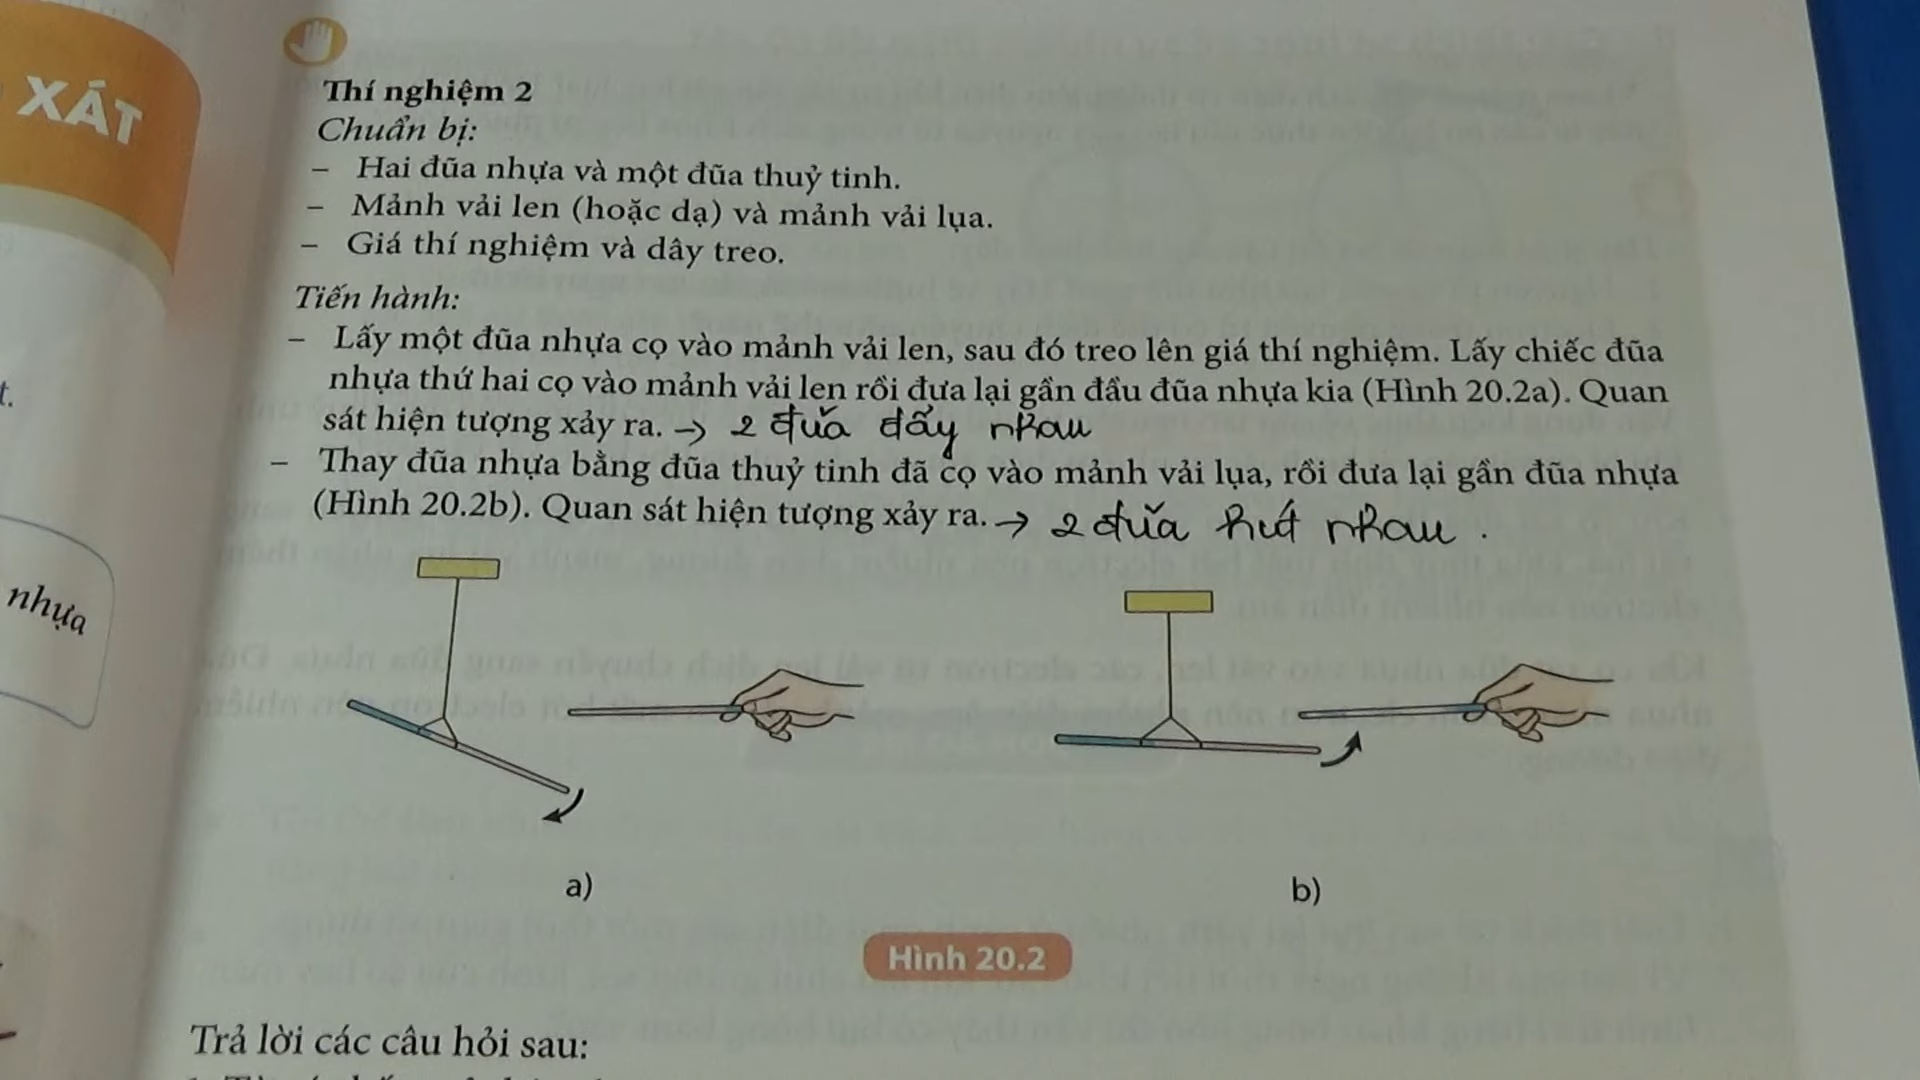 XÁT
t.
nhựa
Thí nghiệm 2
Chuẩn bị:
– Hai đũa nhựa và một đũa thuỷ tinh.
– Mảnh vải len (hoặc dạ) và mảnh vải lụa.
– Giá thí nghiệm và dây treo.
Tiến hành:
– Lấy một đũa nhựa cọ vào mảnh vải len, sau đó treo lên giá thí nghiệm. Lấy chiếc đũa
nhựa thứ hai cọ vào mảnh vải len rồi đưa lại gần đầu đũa nhựa kia (Hình 20.2a). Quan
sát hiện tượng xảy ra. → 2 đũa đẩy nhau
– Thay đũa nhựa bằng đũa thuỷ tinh đã cọ vào mảnh vải lụa, rồi đưa lại gần đũa nhựa
(Hình 20.2b). Quan sát hiện tượng xảy ra. → 2 đũa hút nhau.
a)
b)
Hình 20.2
Trả lời các câu hỏi sau: